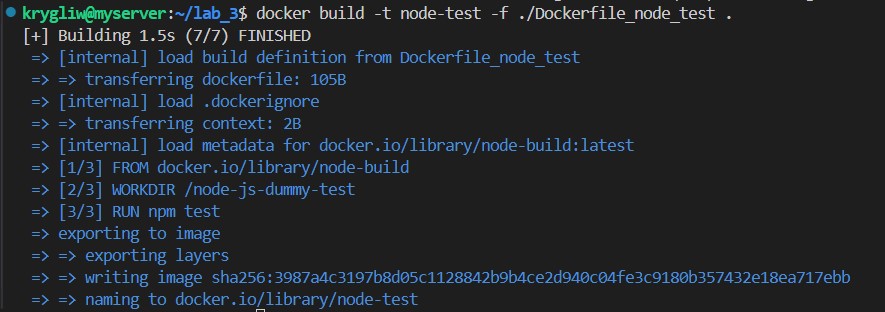 krygliw@myserver:~/lab_3$ docker build -t node-test -f ./Dockerfile_node_test .
[+] Building 1.5s (7/7) FINISHED
=> [internal] load build definition from Dockerfile_node_test
=> => transferring dockerfile: 105B
=> [internal] load .dockerignore
=> => transferring context: 2B
=> [internal] load metadata for docker.io/library/node-build:latest
=> [1/3] FROM docker.io/library/node-build
=> [2/3] WORKDIR /node-js-dummy-test
=> [3/3] RUN npm test
=> exporting to image
=> => exporting layers
=> => writing image sha256:3987a4c3197b8d05c1128842b9b4ce2d940c04fe3c9180b357432e18ea717ebb
=> => naming to docker.io/library/node-test